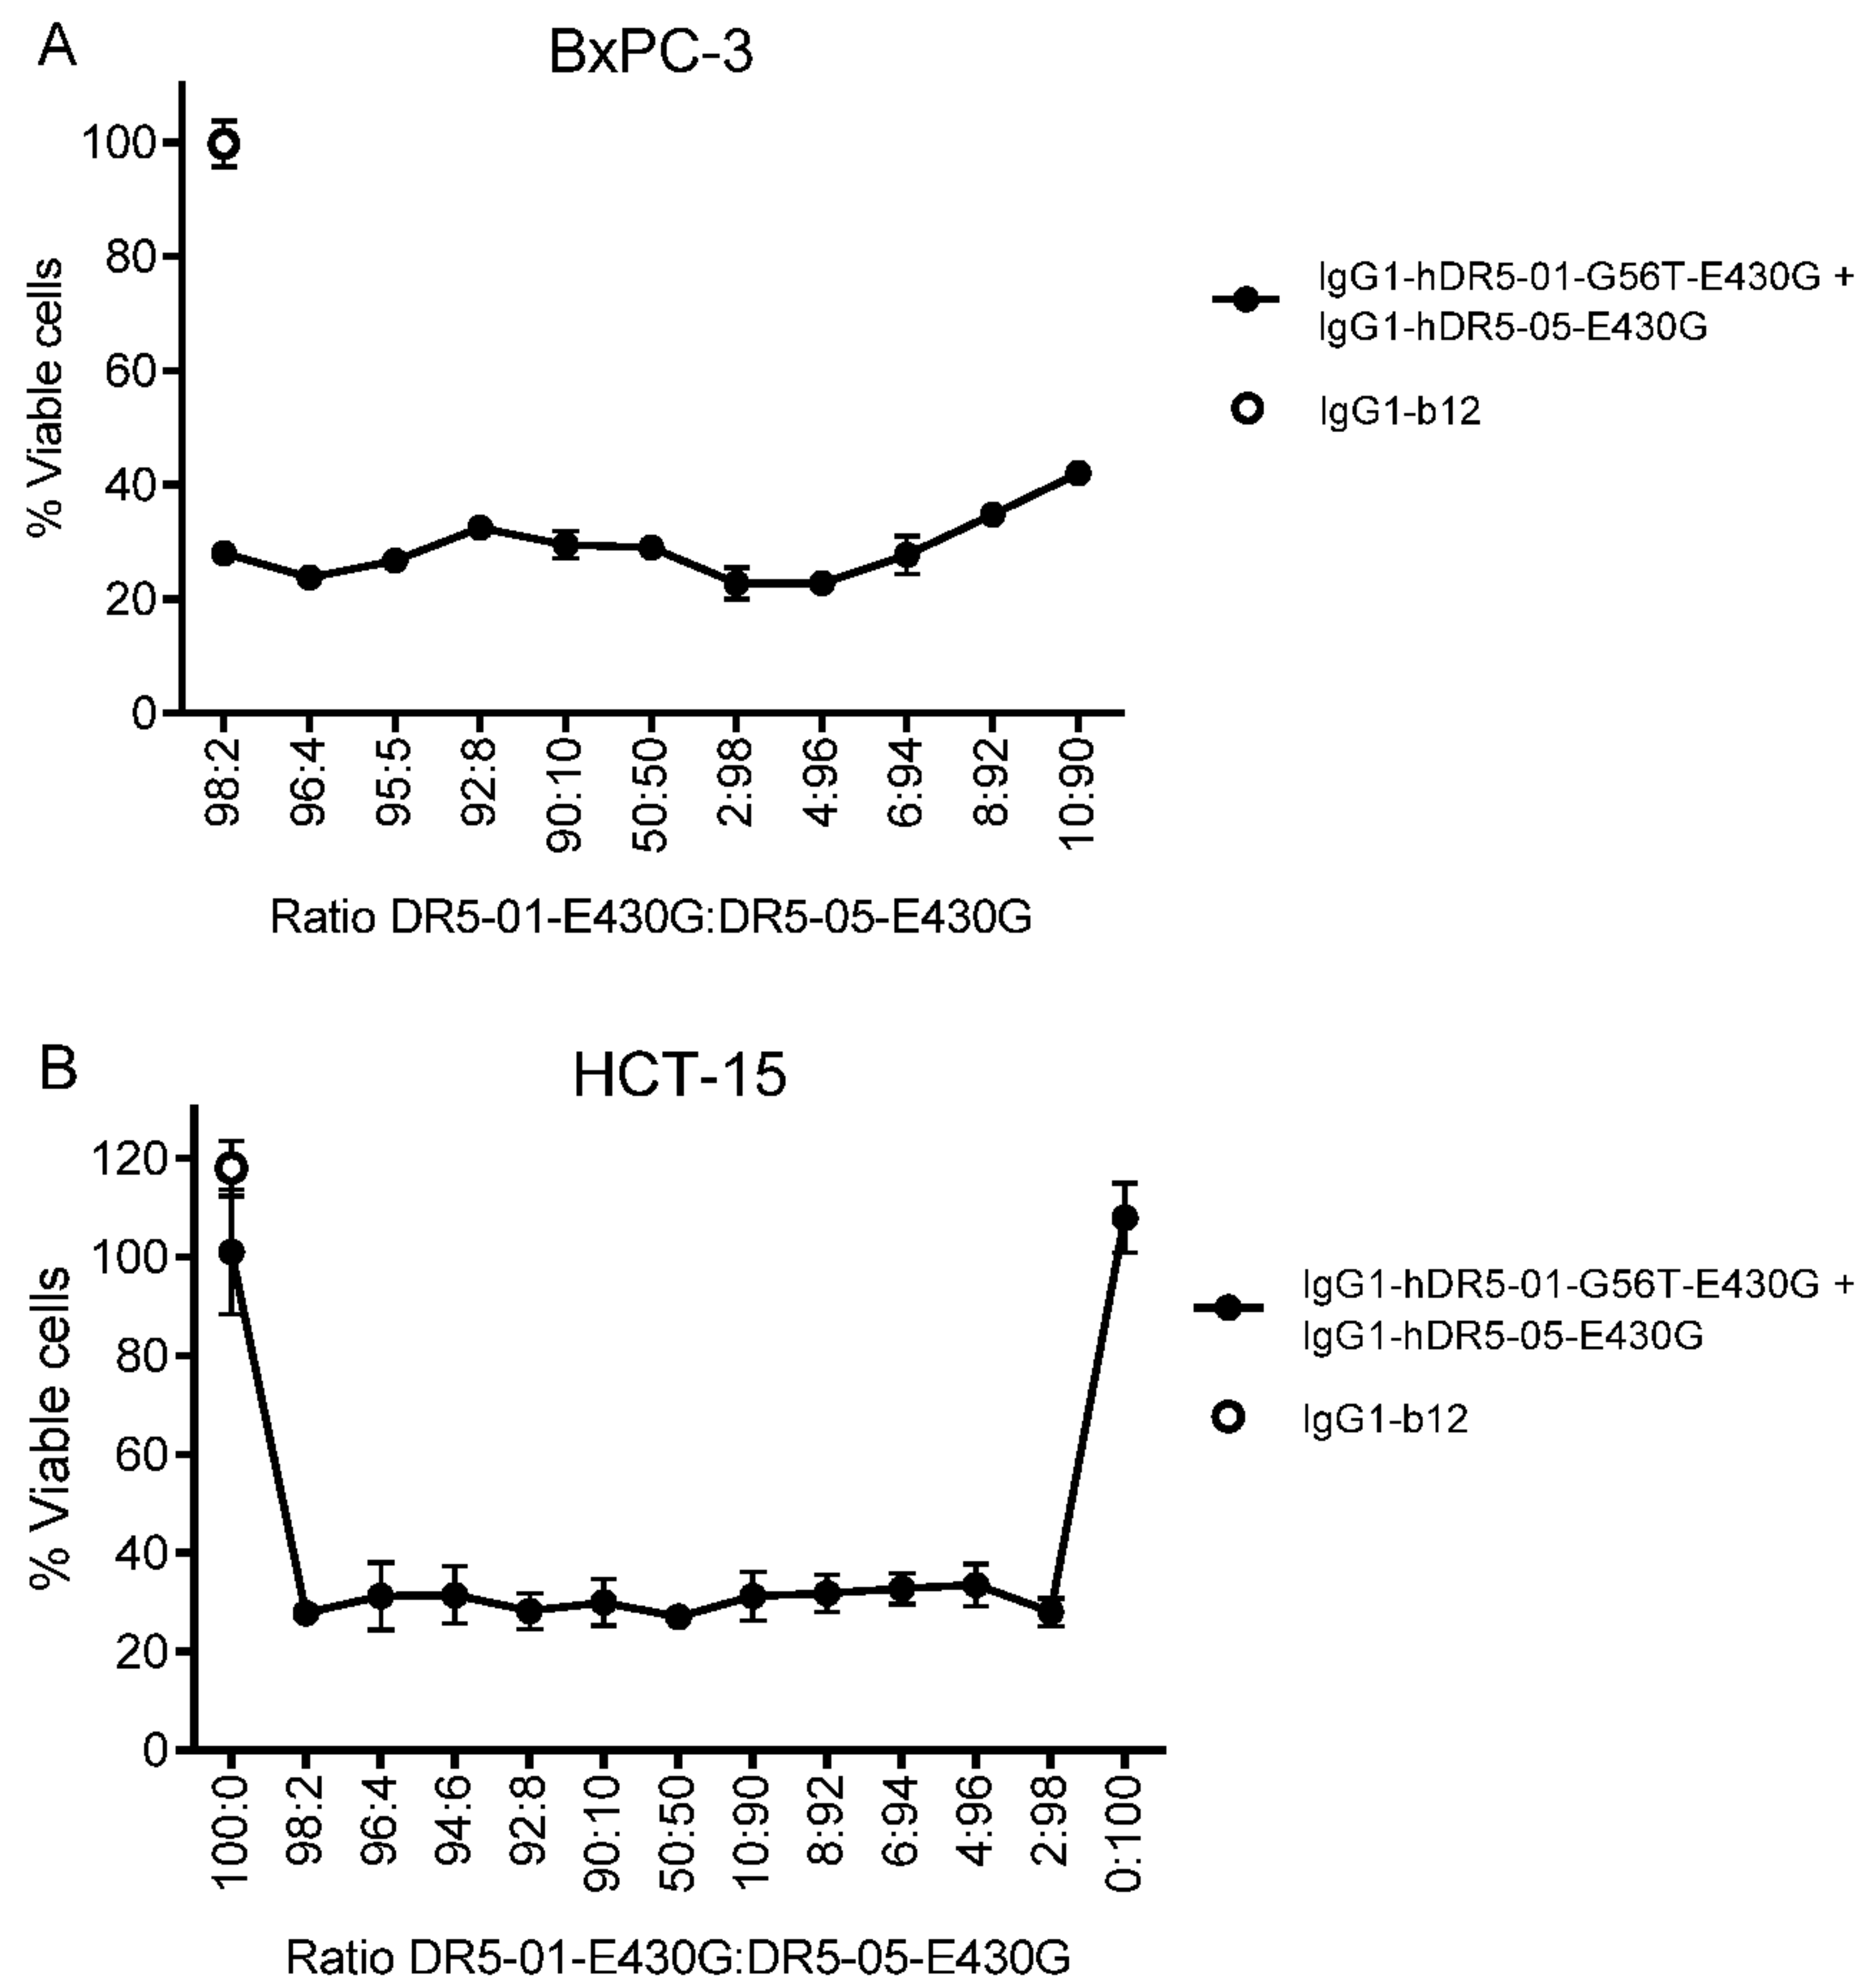 A
BxPC-3
% Viable cells
100
80
60
40
20
0
98:2
96:4
95:5
92:8
90:10
50:50
2:98
4:96
6:94
8:92
10:90
Ratio DR5-01-E430G:DR5-05-E430G
IgG1-hDR5-01-G56T-E430G +
IgG1-hDR5-05-E430G
IgG1-b12
B
HCT-15
% Viable cells
120
100
80
60
40
20
0
100:0
98:2
96:4
94:6
92:8
90:10
50:50
10:90
8:92
6:94
4:96
2:98
0:100
Ratio DR5-01-E430G:DR5-05-E430G
IgG1-hDR5-01-G56T-E430G +
IgG1-hDR5-05-E430G
IgG1-b12